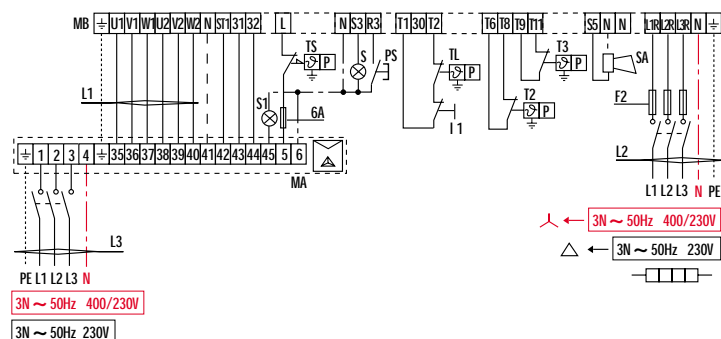 MB U1 V1 W1 U2 V2 W2 N ST1 31 32 L N S3 R3 T1 30 T2 T6 T8 T9 T11 S5 N N L1R L2R L3R N
TS P
S PS
TL P
T3 P
SA
L1
S1 6A
T2 P
F2
I 1
35 36 37 38 39 40 41 42 43 44 45 5 6
1 2 3 4
MA
L2
L1 L2 L3 N PE
3N ~ 50Hz 400/230V
3N ~ 50Hz 230V
L3
PE L1 L2 L3 N
3N ~ 50Hz 400/230V
3N ~ 50Hz 230V